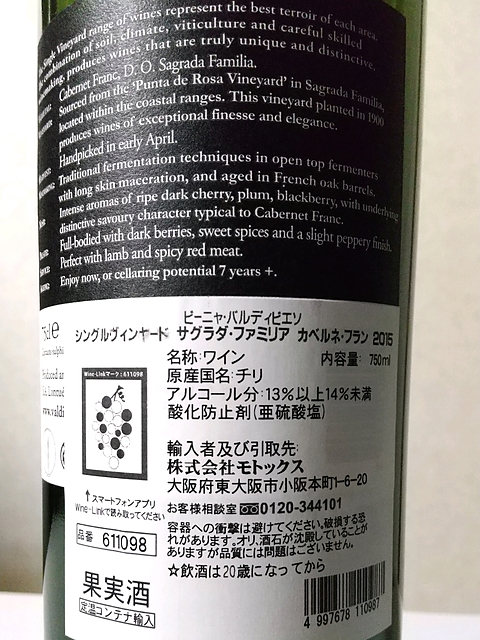 Single Vineyard range of wines represent the best terroir of each area.
combination of soil, climate, viticulture and careful skilled
winemaking, produces wines that are truly unique and distinctive.
Cabernet Franc, D. O. Sagrada Familia.
Sourced from the 'Punta de Rosa Vineyard' in Sagrada Familia,
located within the coastal ranges. This vineyard planted in 1900
produces wines of exceptional finesse and elegance.
Handpicked in early April.
Traditional fermentation techniques in open top fermenters
with long skin maceration, and aged in French oak barrels.
Intense aromas of ripe dark cherry, plum, blackberry, with underlying
distinctive savoury character typical to Cabernet Franc.
Full-bodied with dark berries, sweet spices and a slight peppery finish.
Perfect with lamb and spicy red meat.
Enjoy now, or cellaring potential 7 years +.
75cl e
www.valdi
ビーニャ・バルディビエソ
シングル・ヴィンヤード サグラダ・ファミリア カベルネ・フラン 2015
名称:ワイン 内容量: 750ml
原産国名:チリ
アルコール分:13%以上14%未満
酸化防止剤(亜硫酸塩)
Wine-Linkマーク:611098
↑スマートフォンアプリ
Wine-Linkで読み取ってください
輸入者及び引取先:
株式会社モトックス
大阪府東大阪市小阪本町1-6-20
お客様相談室 0120-344101
品番 611098
容器への衝撃は避けてください。破損する恐
れがあります。オリ、酒石が沈殿していることが
ありますが品質には問題はございません。
☆飲酒は20歳になってから
果実酒
定温コンテナ輸入
4 997678 110987